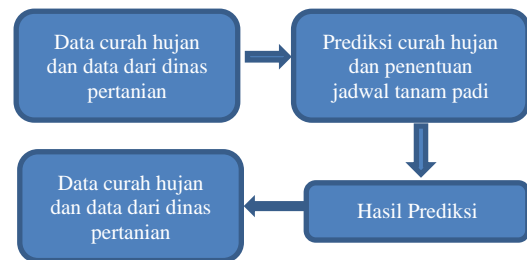 Data curah hujan
dan data dari dinas
pertanian
Prediksi curah hujan
dan penentuan
jadwal tanam padi
Data curah hujan
dan data dari dinas
pertanian
Hasil Prediksi